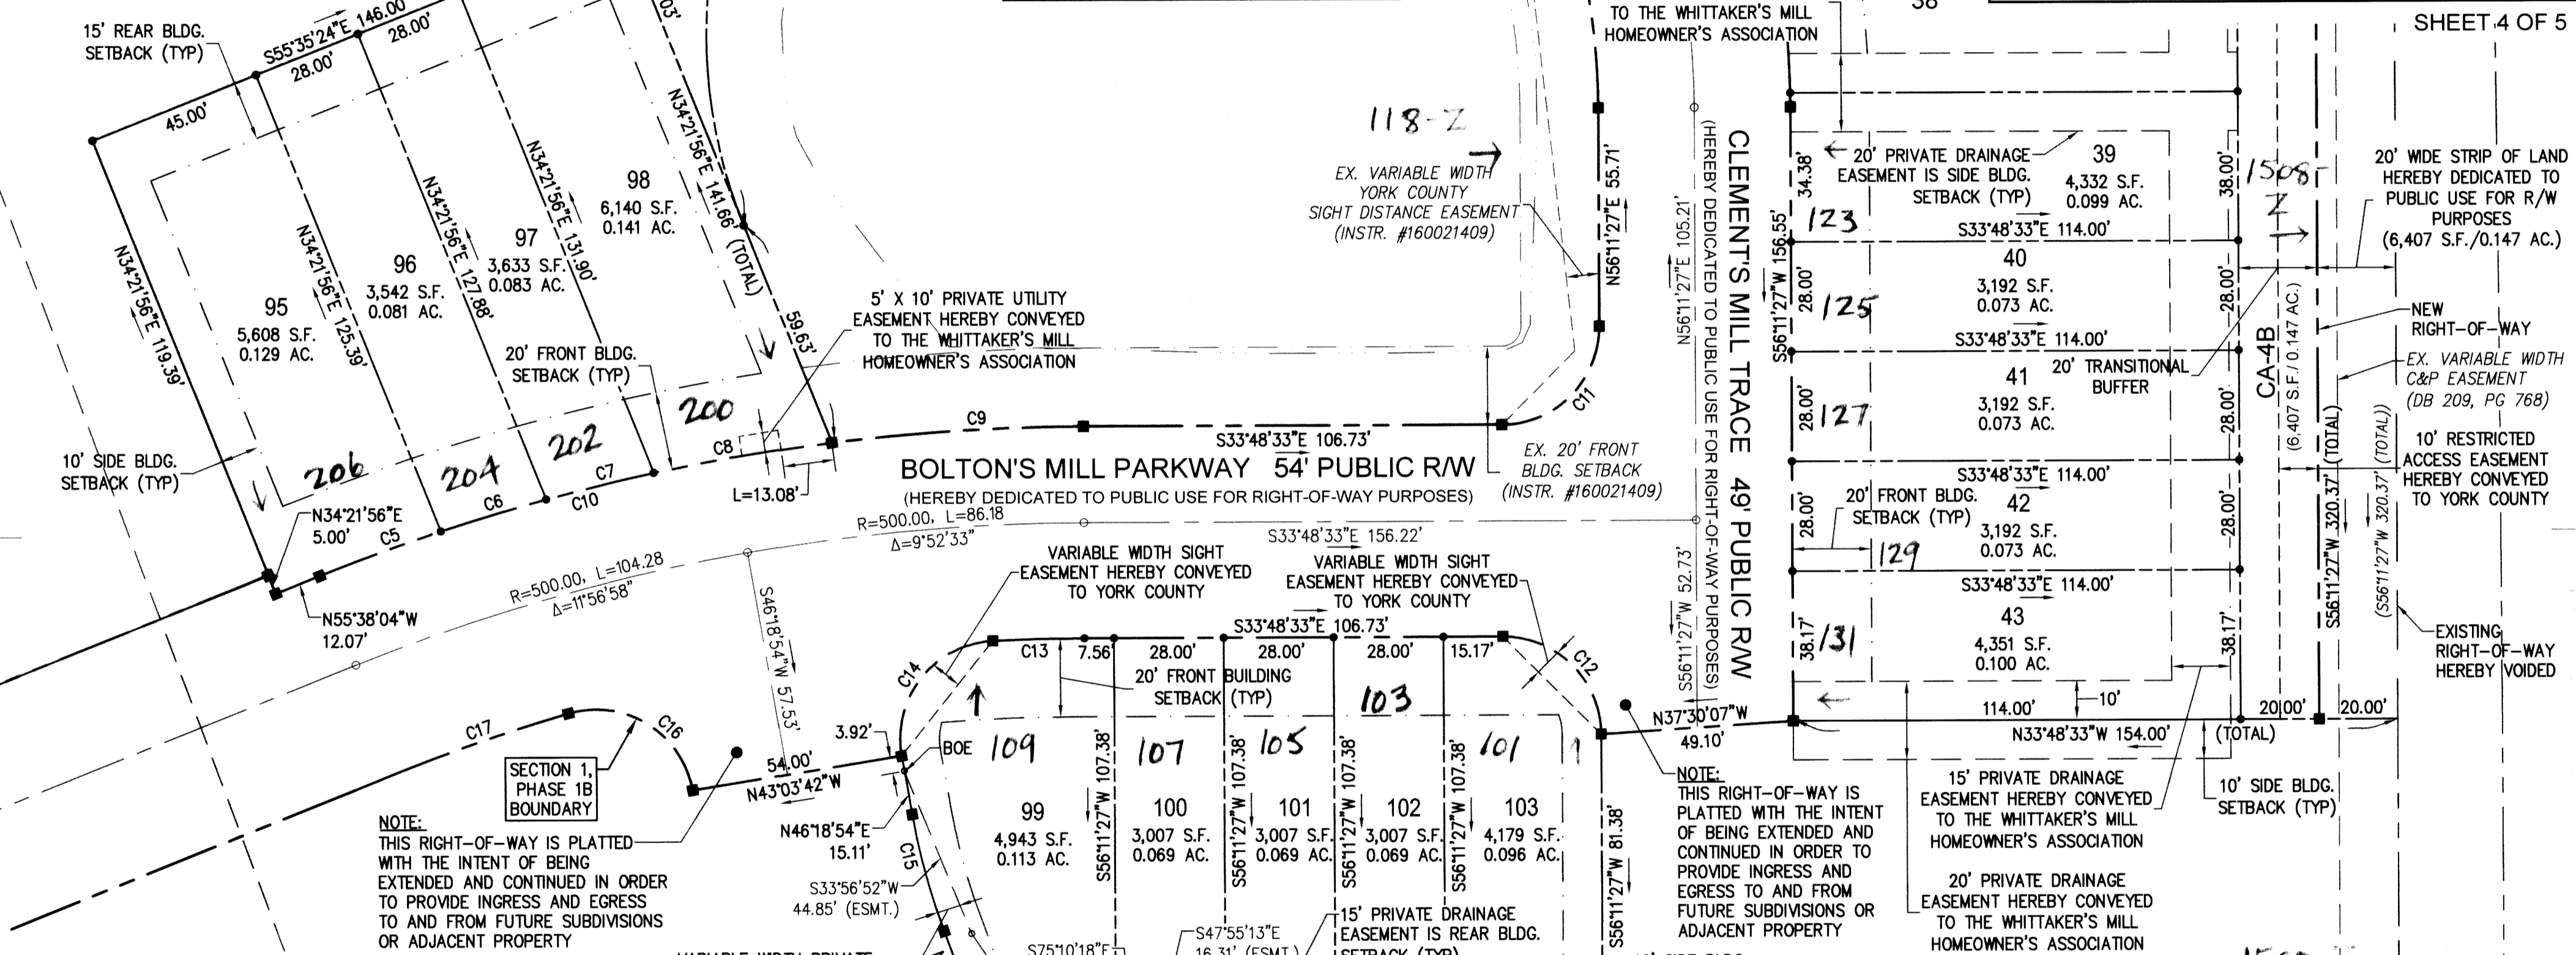 SHEET 4 OF 5
38
15' REAR BLDG.
SETBACK (TYP)
S55°35'24"E 146.00'
28.00'
28.00'
45.00'
03'
N34°21'56"E 119.39'
N34°21'56"E 125.39'
N34°21'56"E 127.88'
N34°21'56"E 131.90'
N34°21'56"E 141.66' (TOTAL)
59.63'
95
5,608 S.F.
0.129 AC.
96
3,542 S.F.
0.081 AC.
97
3,633 S.F.
0.083 AC.
98
6,140 S.F.
0.141 AC.
206
204
202
200
10' SIDE BLDG.
SETBACK (TYP)
20' FRONT BLDG.
SETBACK (TYP)
5' X 10' PRIVATE UTILITY
EASEMENT HEREBY CONVEYED
TO THE WHITTAKER'S MILL
HOMEOWNER'S ASSOCIATION
N34°21'56"E
5.00'
N55°38'04"W
12.07'
C5
C6
C10
C7
C8
L=13.08'
C9
S33°48'33"E 106.73'
BOLTON'S MILL PARKWAY 54' PUBLIC R/W
(HEREBY DEDICATED TO PUBLIC USE FOR RIGHT-OF-WAY PURPOSES)
R=500.00, L=86.18
Δ=9°52'33"
R=500.00, L=104.28
Δ=11°56'58"
S33°48'33"E 156.22'
S46°18'54"W 57.53'
118-Z
EX. VARIABLE WIDTH
YORK COUNTY
SIGHT DISTANCE EASEMENT
(INSTR. #160021409)
EX. 20' FRONT
BLDG. SETBACK
(INSTR. #160021409)
C11
N56°11'27"E 55.71'
TO THE WHITTAKER'S MILL
HOMEOWNER'S ASSOCIATION
N56°11'27"E 105.21'
S56°11'27"W 52.73'
(HEREBY DEDICATED TO PUBLIC USE FOR RIGHT-OF-WAY PURPOSES)
CLEMENT'S MILL TRACE 49' PUBLIC R/W
S56°11'27"W 156.55'
34.38'
28.00'
28.00'
28.00'
38.17'
123
125
127
129
131
20' PRIVATE DRAINAGE
EASEMENT IS SIDE BLDG.
SETBACK (TYP)
39
4,332 S.F.
0.099 AC.
S33°48'33"E 114.00'
40
3,192 S.F.
0.073 AC.
S33°48'33"E 114.00'
41
3,192 S.F.
0.073 AC.
20' TRANSITIONAL
BUFFER
S33°48'33"E 114.00'
20' FRONT BLDG.
SETBACK (TYP)
42
3,192 S.F.
0.073 AC.
S33°48'33"E 114.00'
43
4,351 S.F.
0.100 AC.
38.00'
28.00'
28.00'
28.00'
38.17'
1508-
Z
CA-4B
(6,407 S.F./0.147 AC.)
S56°11'27"W 320.37' (TOTAL)
(S56°11'27"W 320.37' (TOTAL))
20' WIDE STRIP OF LAND
HEREBY DEDICATED TO
PUBLIC USE FOR R/W
PURPOSES
(6,407 S.F./0.147 AC.)
NEW
RIGHT-OF-WAY
EX. VARIABLE WIDTH
C&P EASEMENT
(DB 209, PG 768)
10' RESTRICTED
ACCESS EASEMENT
HEREBY CONVEYED
TO YORK COUNTY
EXISTING
RIGHT-OF-WAY
HEREBY VOIDED
VARIABLE WIDTH SIGHT
EASEMENT HEREBY CONVEYED
TO YORK COUNTY
VARIABLE WIDTH SIGHT
EASEMENT HEREBY CONVEYED
TO YORK COUNTY
S33°48'33"E 106.73'
C13
7.56'
28.00'
28.00'
28.00'
15.17'
C12
C14
20' FRONT BUILDING
SETBACK (TYP)
C17
C16
SECTION 1,
PHASE 1B
BOUNDARY
54.00'
N43°03'42"W
3.92'
BOE
109
107
105
103
101
S56°11'27"W 107.38'
S56°11'27"W 107.38'
S56°11'27"W 107.38'
S56°11'27"W 107.38'
S56°11'27"W 81.38'
99
4,943 S.F.
0.113 AC.
100
3,007 S.F.
0.069 AC.
101
3,007 S.F.
0.069 AC.
102
3,007 S.F.
0.069 AC.
103
4,179 S.F.
0.096 AC.
N46°18'54"E
15.11'
C15
S33°56'52"W
44.85' (ESMT.)
NOTE:
THIS RIGHT-OF-WAY IS PLATTED
WITH THE INTENT OF BEING
EXTENDED AND CONTINUED IN ORDER
TO PROVIDE INGRESS AND EGRESS
TO AND FROM FUTURE SUBDIVISIONS
OR ADJACENT PROPERTY
N37°30'07"W
49.10'
NOTE:
THIS RIGHT-OF-WAY IS
PLATTED WITH THE INTENT
OF BEING EXTENDED AND
CONTINUED IN ORDER TO
PROVIDE INGRESS AND
EGRESS TO AND FROM
FUTURE SUBDIVISIONS OR
ADJACENT PROPERTY
10'
114.00'
20.00'
20.00'
N33°48'33"W 154.00'
(TOTAL)
15' PRIVATE DRAINAGE
EASEMENT HEREBY CONVEYED
TO THE WHITTAKER'S MILL
HOMEOWNER'S ASSOCIATION
10' SIDE BLDG.
SETBACK (TYP)
20' PRIVATE DRAINAGE
EASEMENT HEREBY CONVEYED
TO THE WHITTAKER'S MILL
HOMEOWNER'S ASSOCIATION
15' PRIVATE DRAINAGE
EASEMENT IS REAR BLDG.
SETBACK (TYP)
S47°55'13"E
16.31' (ESMT.)
S75°10'18"E
VARIABLE WIDTH PRIVATE